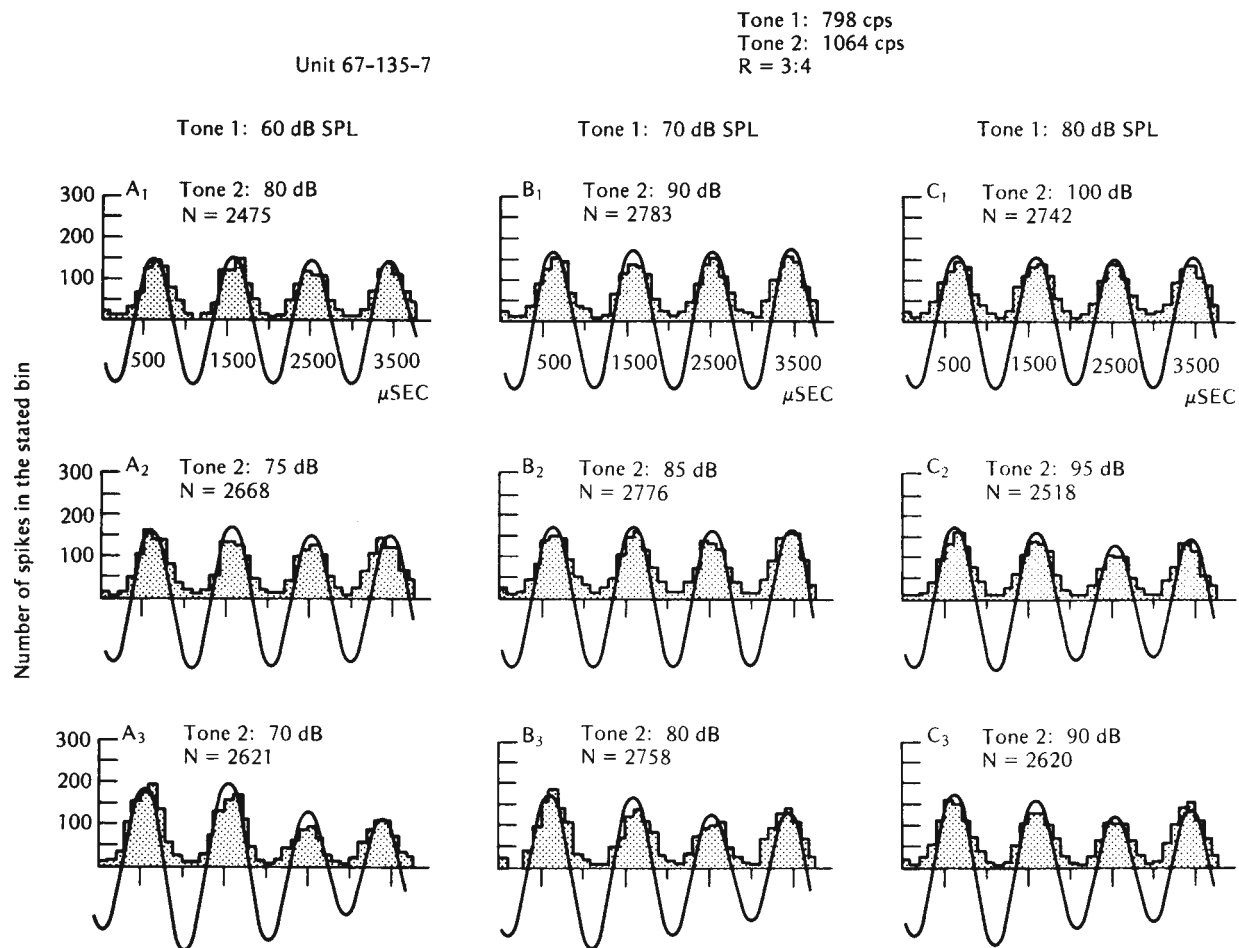 Tone 1: 798 cps
Tone 2: 1064 cps
R = 3:4
Unit 67-135-7
Tone 1: 60 dB SPL
Tone 1: 70 dB SPL
Tone 1: 80 dB SPL
Number of spikes in the stated bin
A1 Tone 2: 80 dB
N = 2475
300
200
100
500 1500 2500 3500
μSEC
B1 Tone 2: 90 dB
N = 2783
500 1500 2500 3500
μSEC
C1 Tone 2: 100 dB
N = 2742
500 1500 2500 3500
μSEC
A2 Tone 2: 75 dB
N = 2668
300
200
100
B2 Tone 2: 85 dB
N = 2776
C2 Tone 2: 95 dB
N = 2518
A3 Tone 2: 70 dB
N = 2621
300
200
100
B3 Tone 2: 80 dB
N = 2758
C3 Tone 2: 90 dB
N = 2620